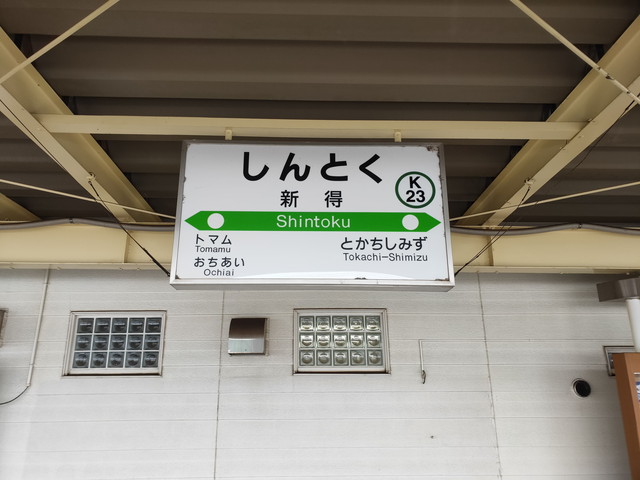 しんとく
新得
K
23
Shintoku
トマム
Tomamu
おちあい
Ochiai
とかちしみず
Tokachi-Shimizu